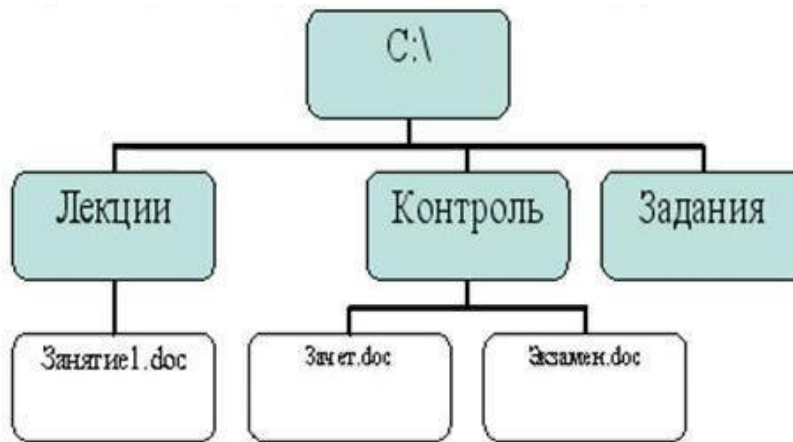 C:\
Лекции
Контроль
Задания
Занятие1.doc
Зачет.doc
Экзамен.doc